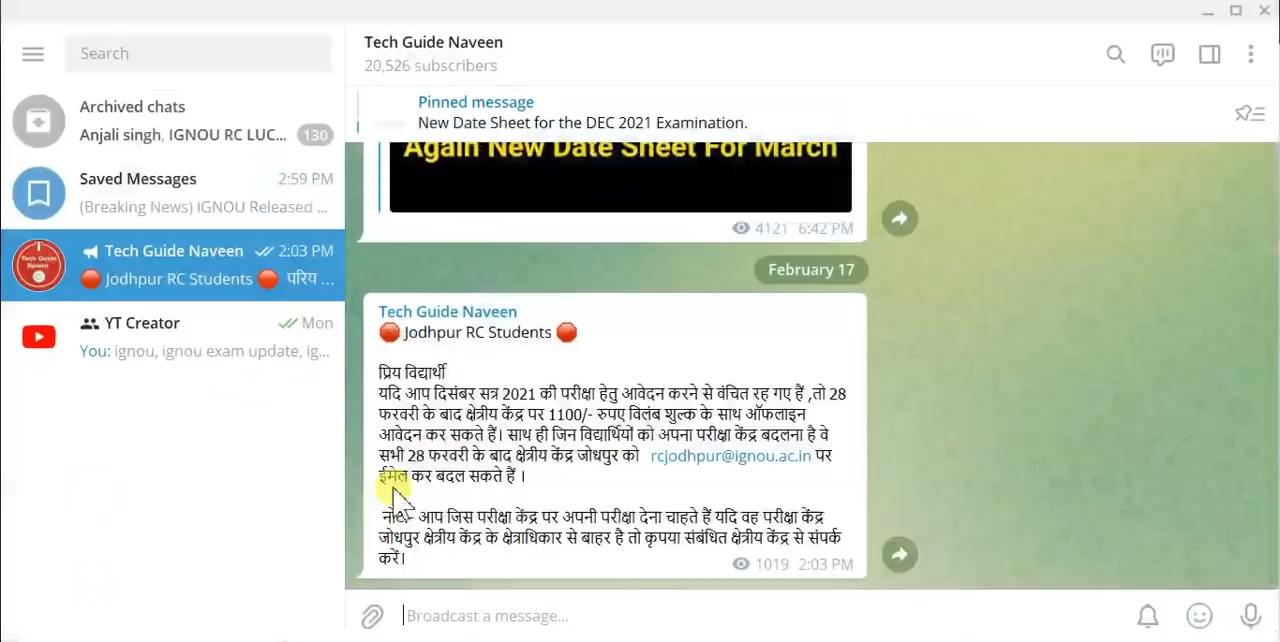 Search
Archived chats
Anjali singh, IGNOU RC LUC...
130
Saved Messages
2:59 PM
(Breaking News) IGNOU Released ...
Tech Guide Naveen
2:03 PM
🛑 Jodhpur RC Students 🛑 परिय ...
YT Creator
Mon
You: ignou, ignou exam update, ig...
Tech Guide Naveen
20,526 subscribers
Pinned message
New Date Sheet for the DEC 2021 Examination.
Again New Date Sheet For March
4121 6:42 PM
February 17
Tech Guide Naveen
🛑 Jodhpur RC Students 🛑
प्रिय विद्यार्थी
यदि आप दिसंबर सत्र 2021 की परीक्षा हेतु आवेदन करने से वंचित रह गए हैं ,तो 28
फरवरी के बाद क्षेत्रीय केंद्र पर 1100/- रुपए विलंब शुल्क के साथ ऑफलाइन
आवेदन कर सकते हैं। साथ ही जिन विद्यार्थियों को अपना परीक्षा केंद्र बदलना है वे
सभी 28 फरवरी के बाद क्षेत्रीय केंद्र जोधपुर को rcjodhpur@ignou.ac.in पर
ईमेल कर बदल सकते हैं ।
नोट- आप जिस परीक्षा केंद्र पर अपनी परीक्षा देना चाहते हैं यदि वह परीक्षा केंद्र
जोधपुर क्षेत्रीय केंद्र के क्षेत्राधिकार से बाहर है तो कृपया संबंधित क्षेत्रीय केंद्र से संपर्क
करें।
1019 2:03 PM
Broadcast a message...